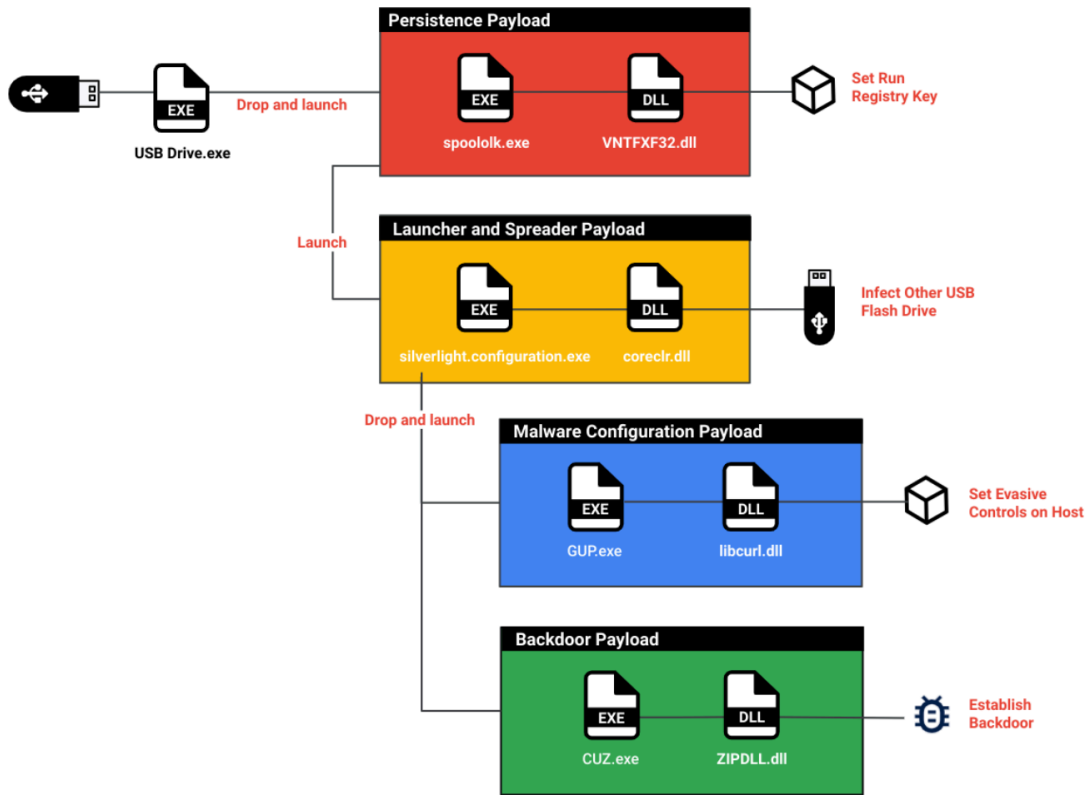 Persistence Payload
EXE
USB Drive.exe
Drop and launch
EXE
spoololk.exe
DLL
VNTFXF32.dll
Set Run
Registry Key
Launch
Launcher and Spreader Payload
EXE
silverlight.configuration.exe
DLL
coreclr.dll
Infect Other USB
Flash Drive
Drop and launch
Malware Configuration Payload
EXE
GUP.exe
DLL
libcurl.dll
Set Evasive
Controls on Host
Backdoor Payload
EXE
CUZ.exe
DLL
ZIPDLL.dll
Establish
Backdoor